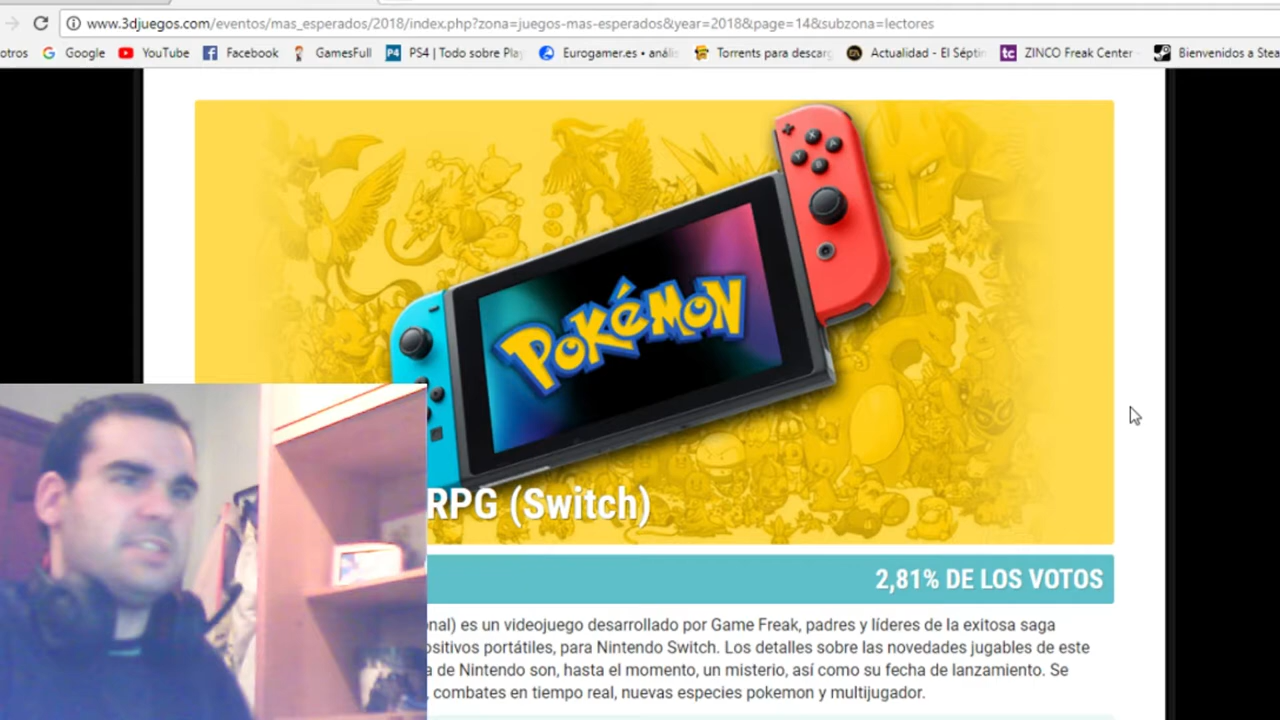 www.3djuegos.com/eventos/mas_esperados/2018/index.php?zona=juegos-mas-esperados&year=2018&page=14&subzona=lectores
otros Google YouTube Facebook GamesFull PS4 | Todo sobre Play Eurogamer.es • anális Torrents para descarg Actualidad - El Séptim ZINCO Freak Center Bienvenidos a Stea
POKéMON
RPG (Switch)
2,81% DE LOS VOTOS
onal) es un videojuego desarrollado por Game Freak, padres y líderes de la exitosa saga
ositivos portátiles, para Nintendo Switch. Los detalles sobre las novedades jugables de este
a de Nintendo son, hasta el momento, un misterio, así como su fecha de lanzamiento. Se
, combates en tiempo real, nuevas especies pokemon y multijugador.